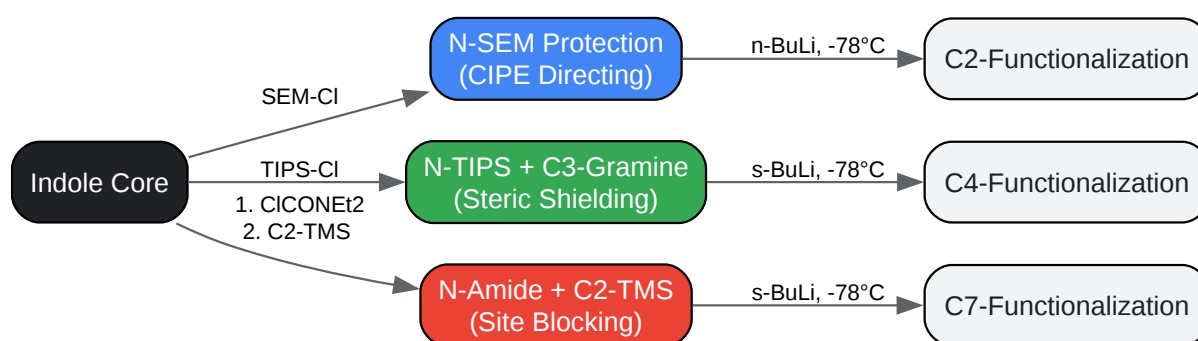 Indole Core
SEM-Cl
N-SEM Protection
(CIPE Directing)
n-BuLi, -78°C
C2-Functionalization
TIPS-Cl
N-TIPS + C3-Gramine
(Steric Shielding)
s-BuLi, -78°C
C4-Functionalization
1. ClCONEt2
2. C2-TMS
N-Amide + C2-TMS
(Site Blocking)
s-BuLi, -78°C
C7-Functionalization